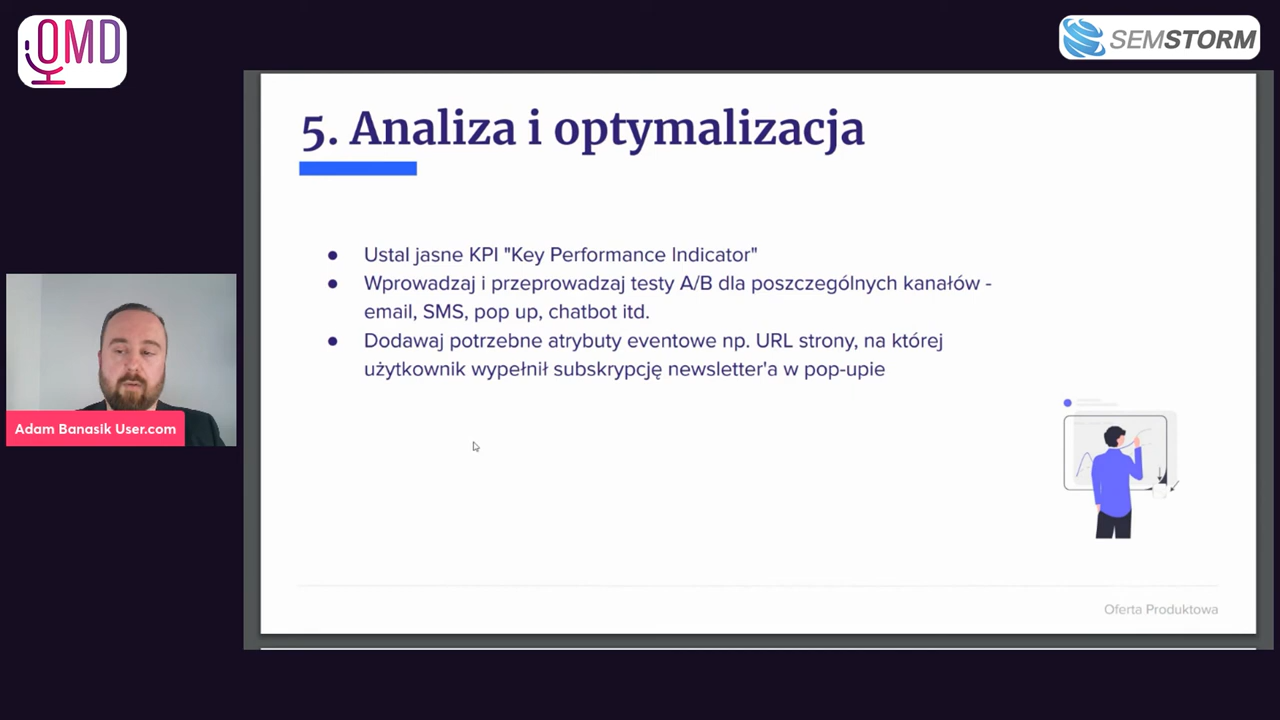 OMD
SEMSTORM
5. Analiza i optymalizacja
● Ustal jasne KPI "Key Performance Indicator"
● Wprowadzaj i przeprowadzaj testy A/B dla poszczególnych kanałów -
email, SMS, pop up, chatbot itd.
● Dodawaj potrzebne atrybuty eventowe np. URL strony, na której
użytkownik wypełnił subskrypcję newsletter'a w pop-upie
Adam Banasik User.com
Oferta Produktowa